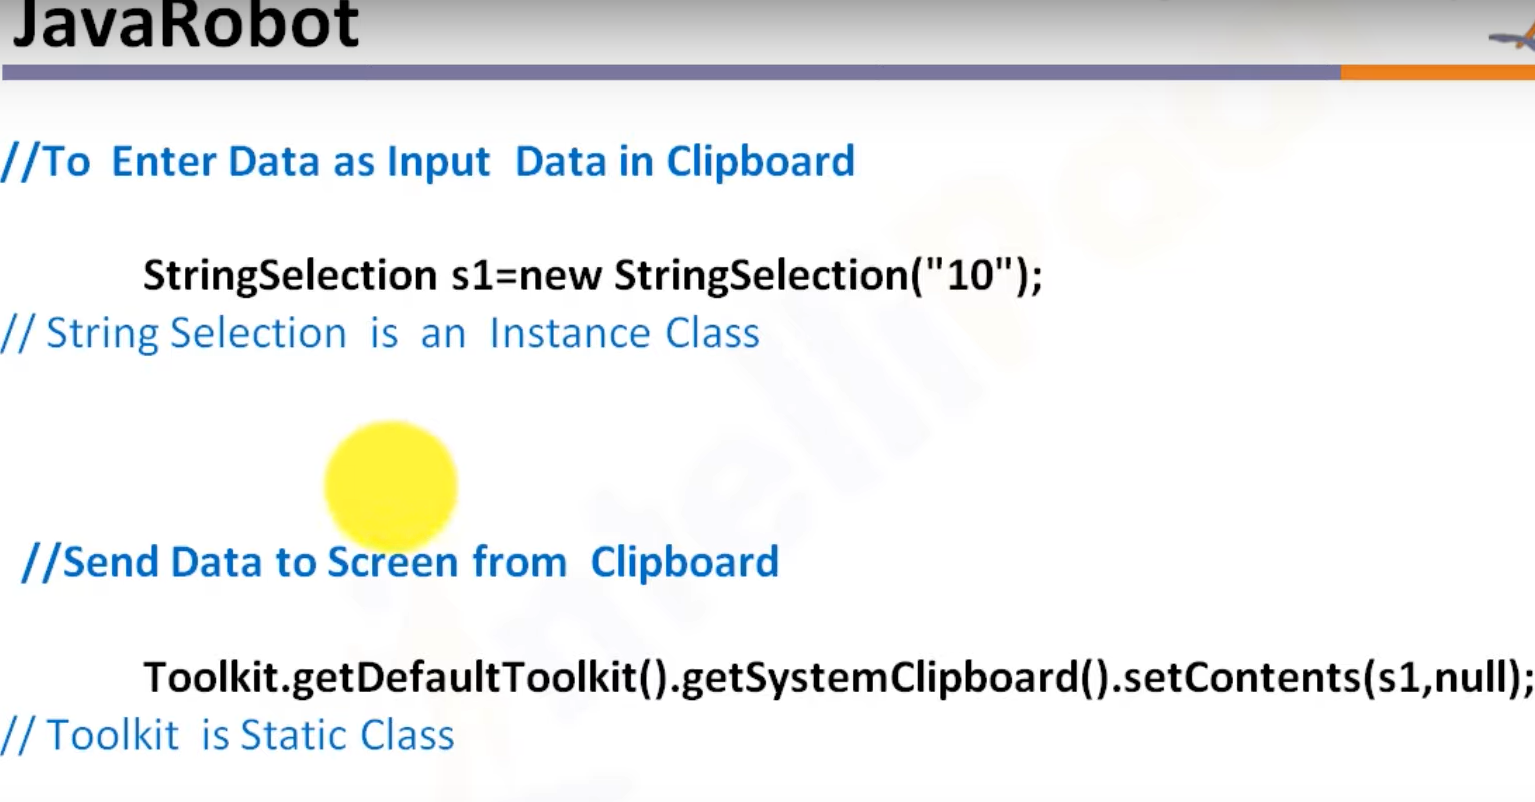 JavaRobot
//To Enter Data as Input Data in Clipboard
StringSelection s1=new StringSelection("10");
// String Selection is an Instance Class
//Send Data to Screen from Clipboard
Toolkit.getDefaultToolkit().getSystemClipboard().setContents(s1,null);
// Toolkit is Static Class